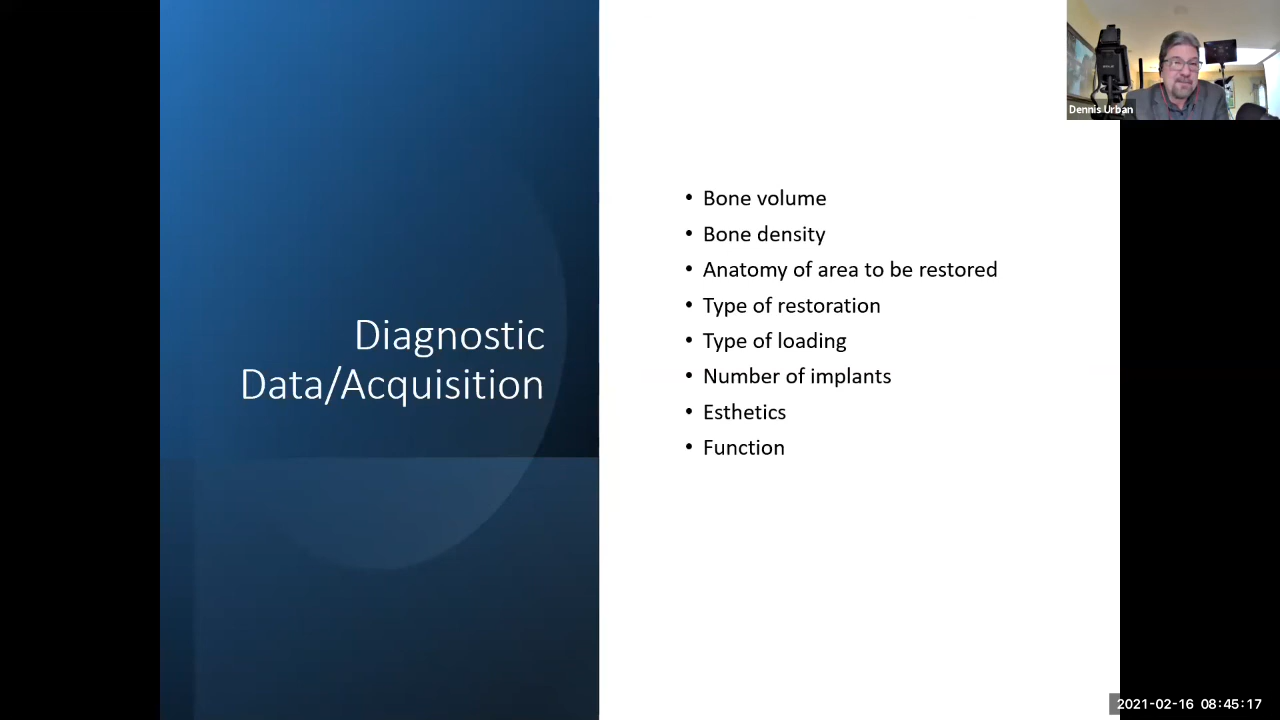 Dennis Urban
Diagnostic
Data/Acquisition
• Bone volume
• Bone density
• Anatomy of area to be restored
• Type of restoration
• Type of loading
• Number of implants
• Esthetics
• Function
2021-02-16 08:45:17